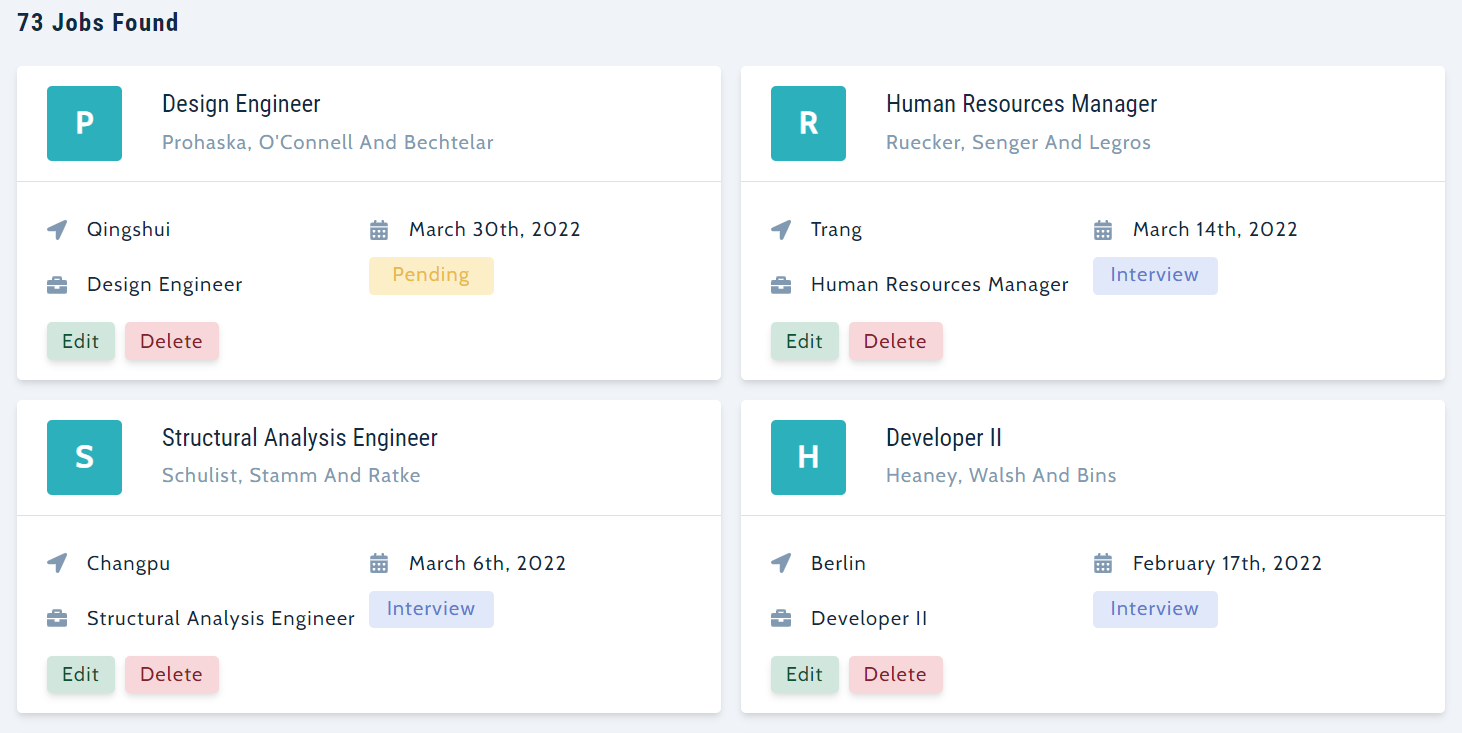 73 Jobs Found
P
Design Engineer
Prohaska, O'Connell And Bechtelar
Qingshui
March 30th, 2022
Design Engineer
Pending
Edit
Delete
R
Human Resources Manager
Ruecker, Senger And Legros
Trang
March 14th, 2022
Human Resources Manager
Interview
Edit
Delete
S
Structural Analysis Engineer
Schulist, Stamm And Ratke
Changpu
March 6th, 2022
Structural Analysis Engineer
Interview
Edit
Delete
H
Developer II
Heaney, Walsh And Bins
Berlin
February 17th, 2022
Developer II
Interview
Edit
Delete